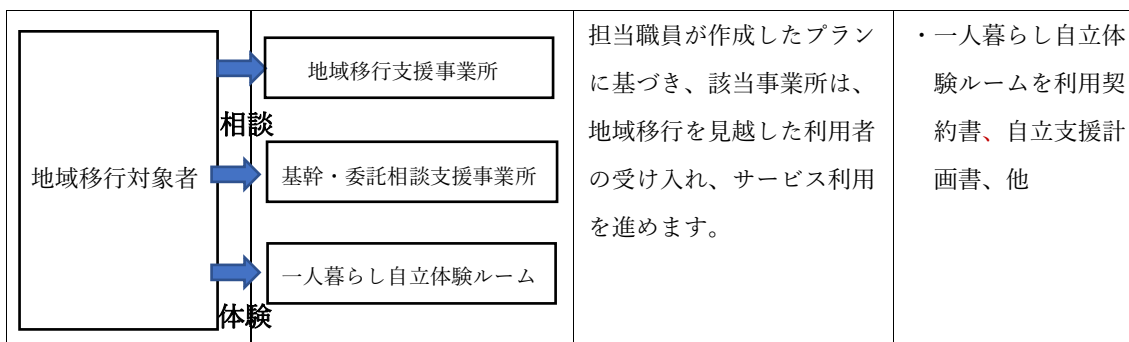 地域移行対象者
相談
体験
地域移行支援事業所
基幹・委託相談支援事業所
一人暮らし自立体験ルーム
担当職員が作成したプラン
に基づき、該当事業所は、
地域移行を見越した利用者
の受け入れ、サービス利用
を進めます。
・一人暮らし自立体
験ルームを利用契
約書、自立支援計
画書、他